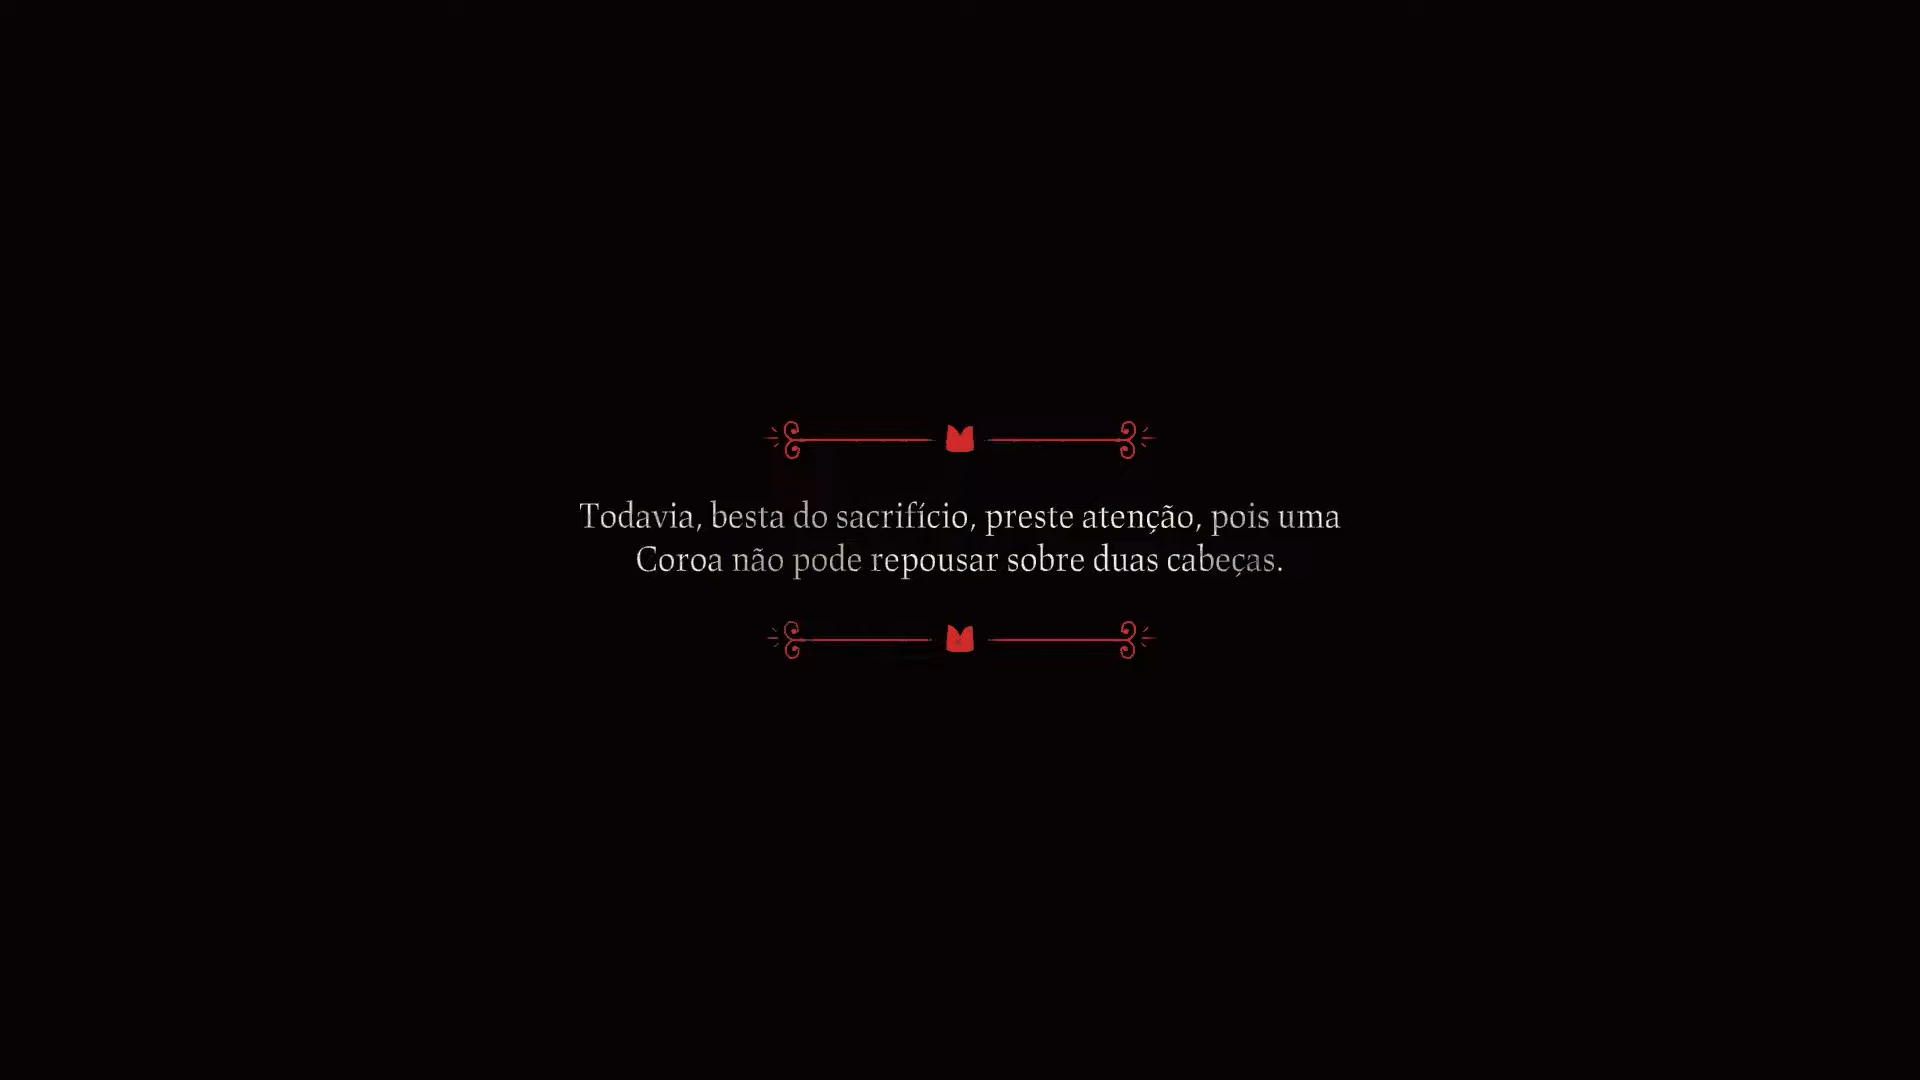 Todavia, besta do sacrifício, preste atenção, pois uma
Coroa não pode repousar sobre duas cabeças.